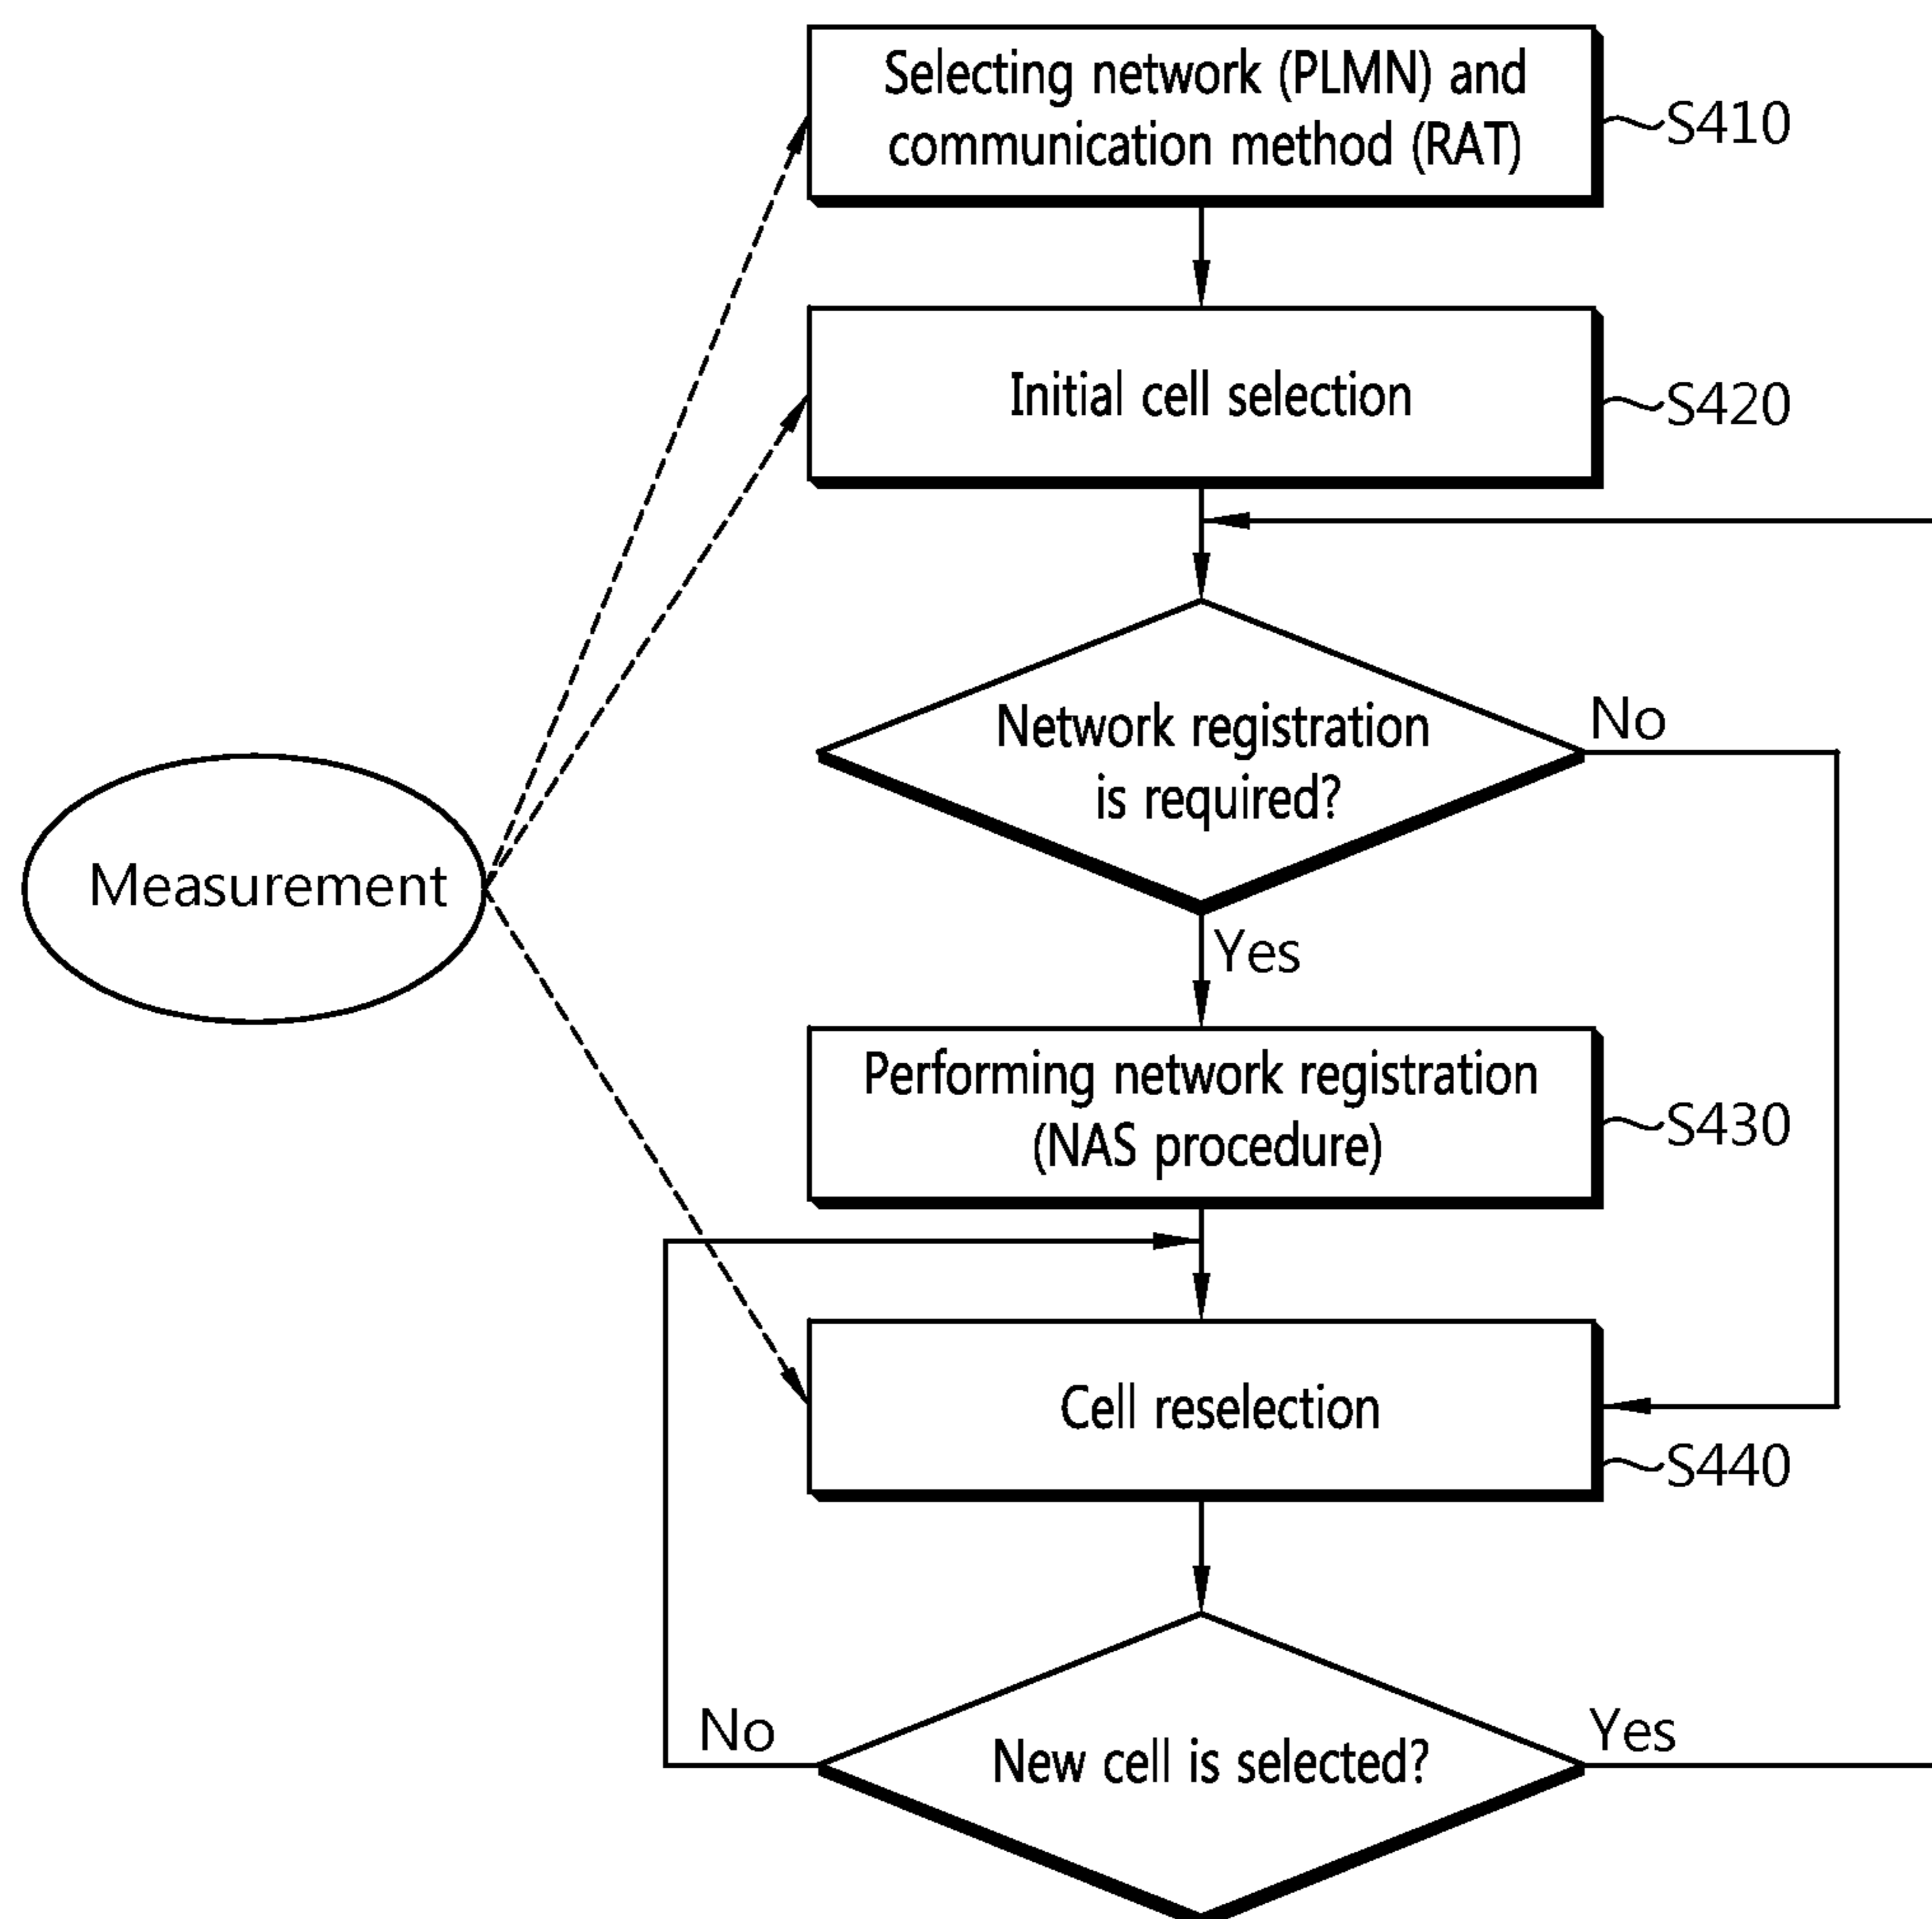 Selecting network (PLMN) and
communication method (RAT)
S410
Initial cell selection
S420
Network registration
is required?
No
Measurement
Yes
Performing network registration
(NAS procedure)
S430
Cell reselection
S440
No
New cell is selected?
Yes